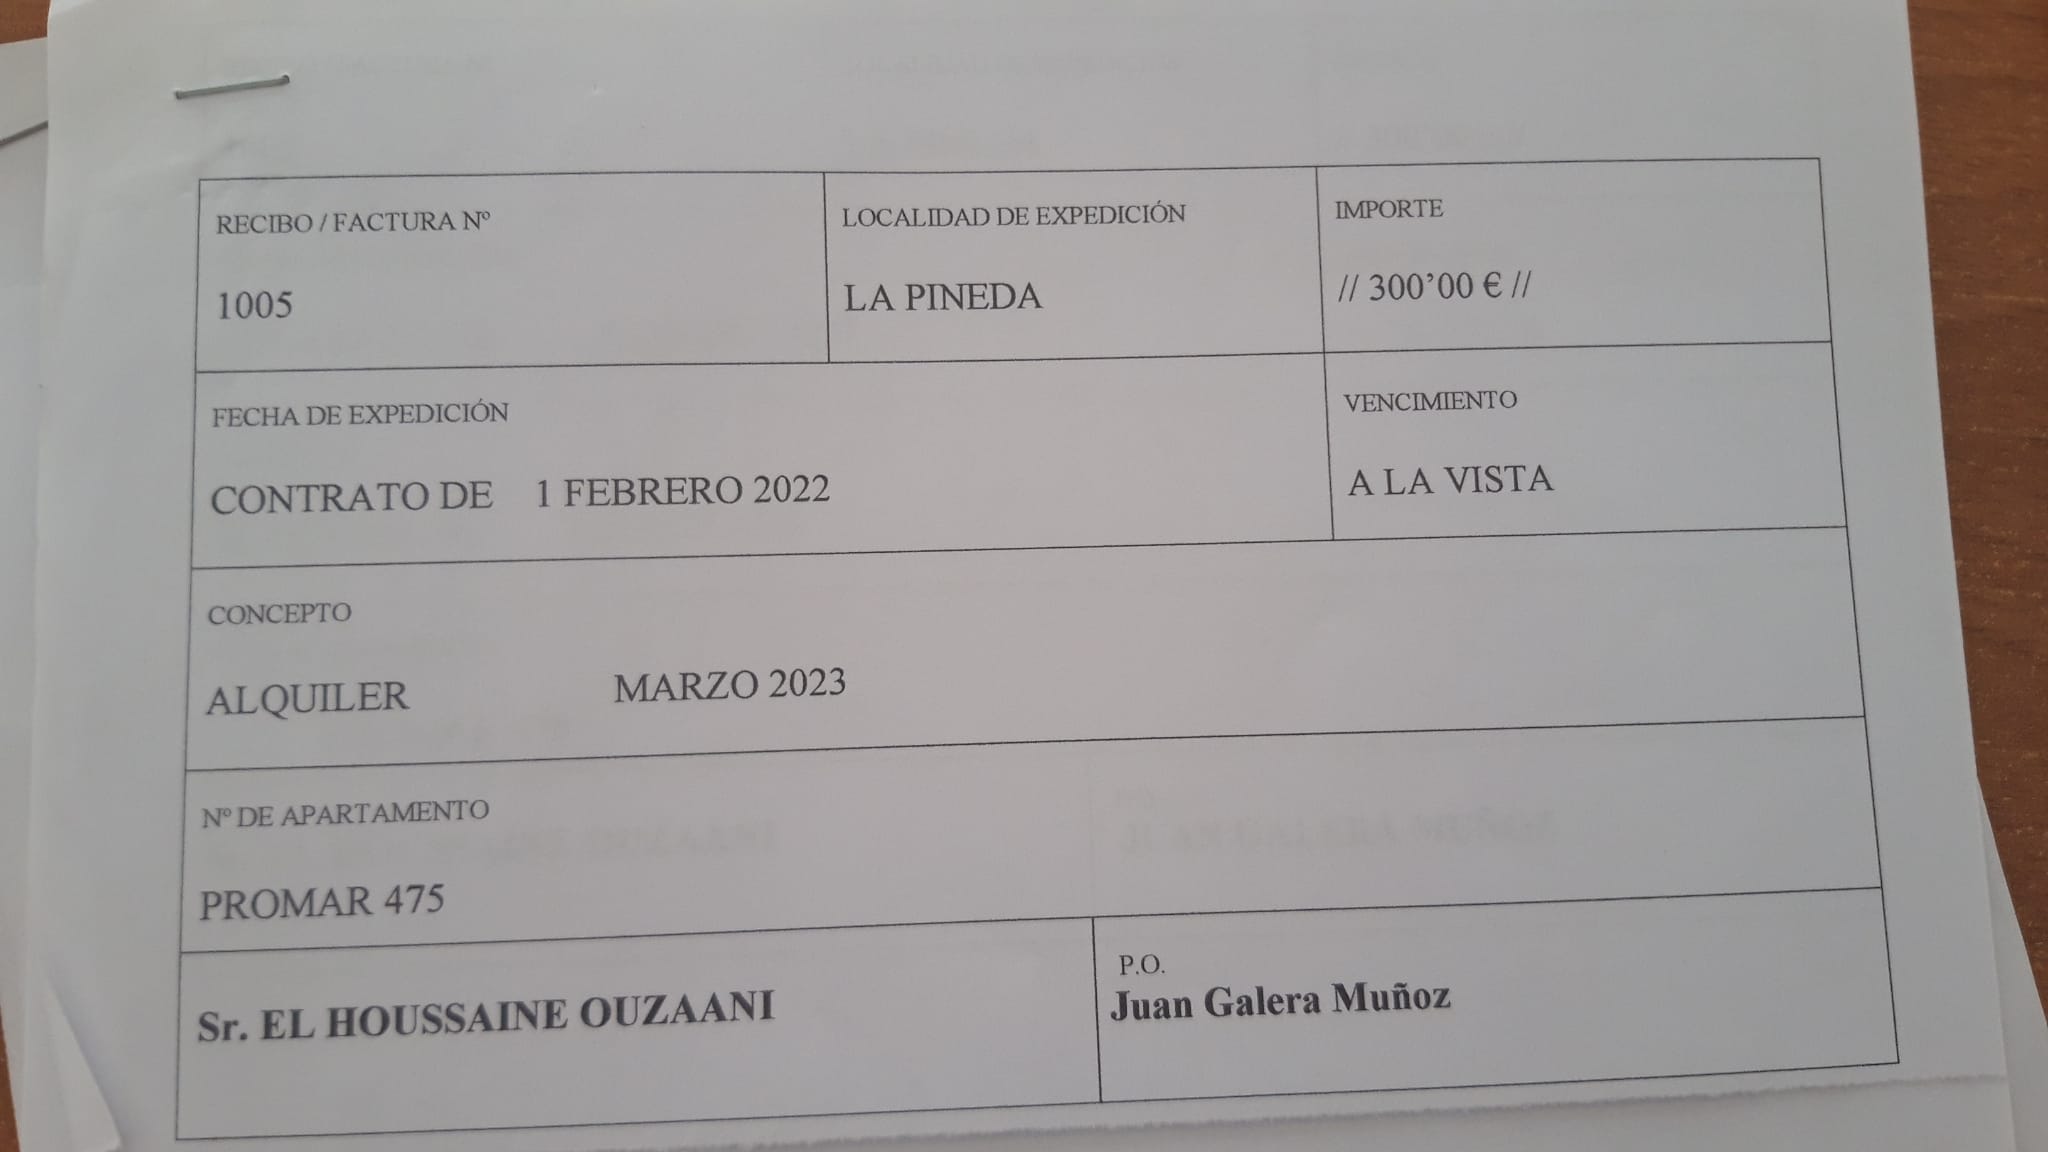 RECIBO / FACTURA Nº
1005
LOCALIDAD DE EXPEDICIÓN
LA PINEDA
IMPORTE
// 300’00 € //
FECHA DE EXPEDICIÓN
CONTRATO DE 1 FEBRERO 2022
VENCIMIENTO
A LA VISTA
CONCEPTO
ALQUILER MARZO 2023
Nº DE APARTAMENTO
PROMAR 475
Sr. EL HOUSSAINE OUZAANI
P.O.
Juan Galera Muñoz